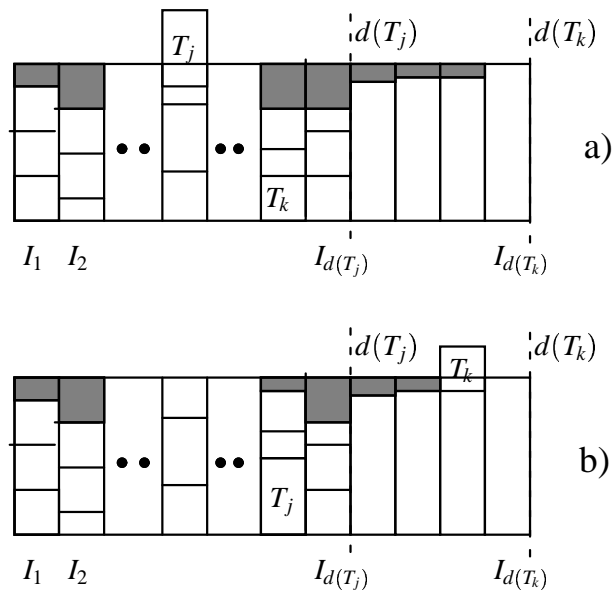 d(T_j) d(T_k)
T_j
a)
T_k
I_1 I_2 I_{d(T_j)} I_{d(T_k)}
d(T_j) d(T_k)
T_k
b)
T_j
I_1 I_2 I_{d(T_j)} I_{d(T_k)}